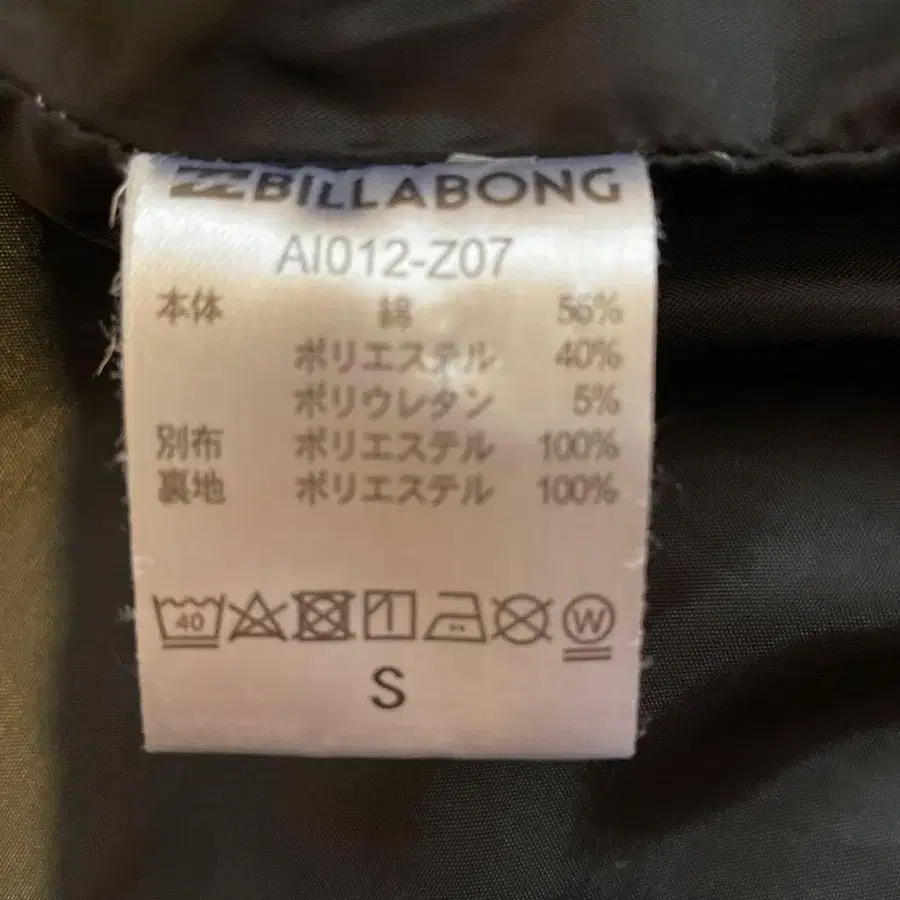 BILLABONG
AI012-Z07
本体 綿 56%
ポリエステル 40%
ポリウレタン 5%
別布 ポリエステル 100%
裏地 ポリエステル 100%
40 W
S